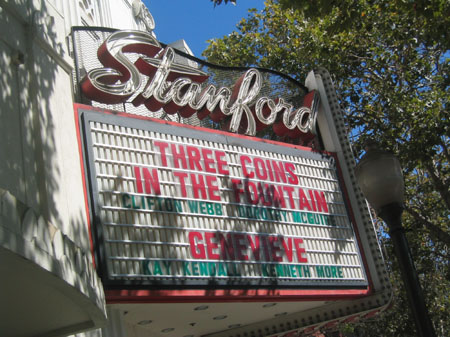 Stanford
THREE COINS
IN THE FOUNTAIN
CLIFTON WEBB DOROTHY MCGUIRE
GENEVIEVE
KAY KENDALL KENNETH MORE